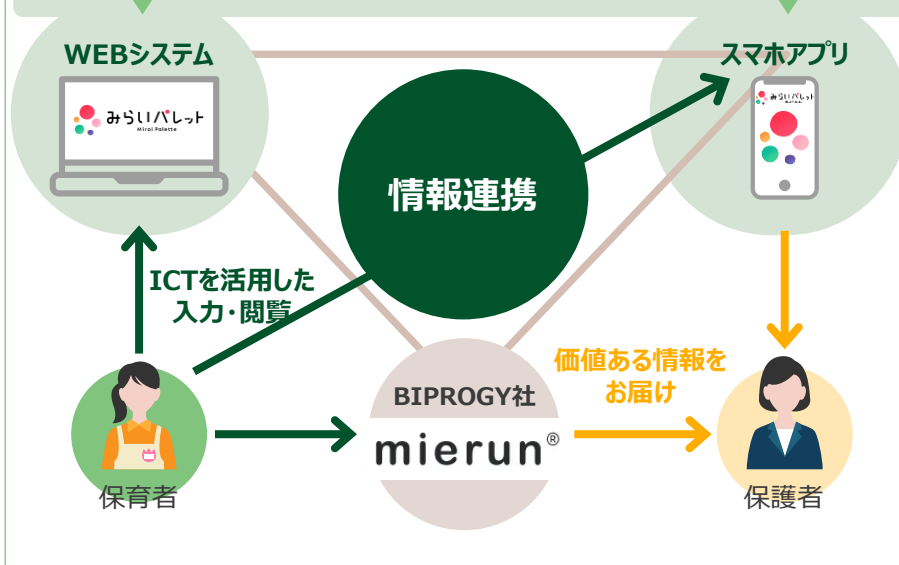 WEBシステム
スマホアプリ
みらいパレット
Mirai Palette
みらいパレット
情報連携
ICTを活用した
入力・閲覧
価値ある情報を
お届け
BIPROGY社
mierun®
保育者
保護者